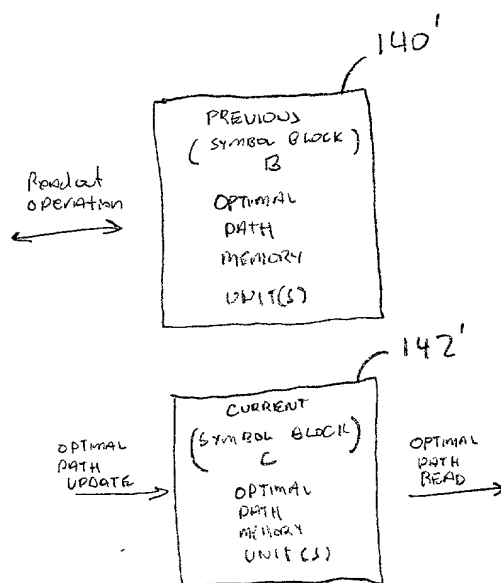 140'
PREVIOUS
(SYMBOL BLOCK
B)
Readout
OPERATION
OPTIMAL
PATH
MEMORY
UNIT(S)
142'
CURRENT
(SYMBOL BLOCK
C)
OPTIMAL
PATH
UPDATE
OPTIMAL
PATH
MEMORY
UNIT(S)
OPTIMAL
PATH
READ